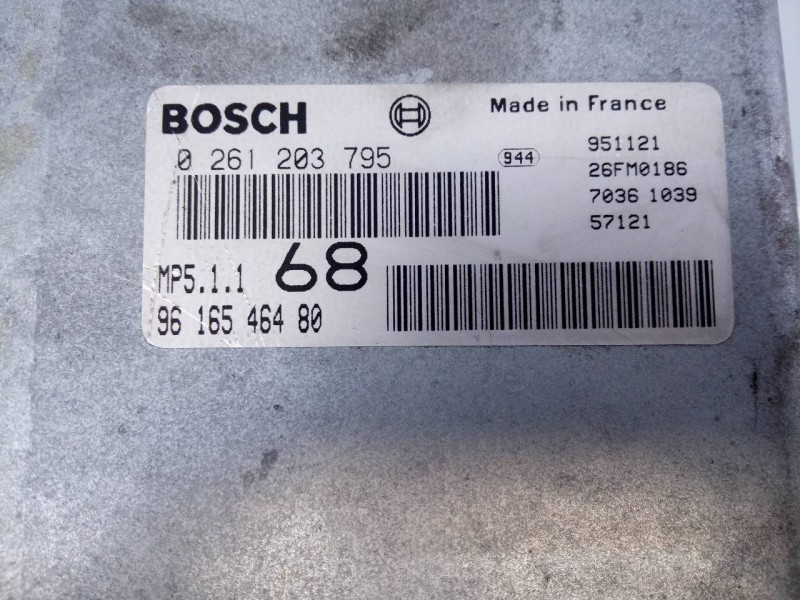 BOSCH
Made in France
0 261 203 795
944
951121
26FM0186
7036 1039
57121
MP5.1.1
68
96 165 464 80